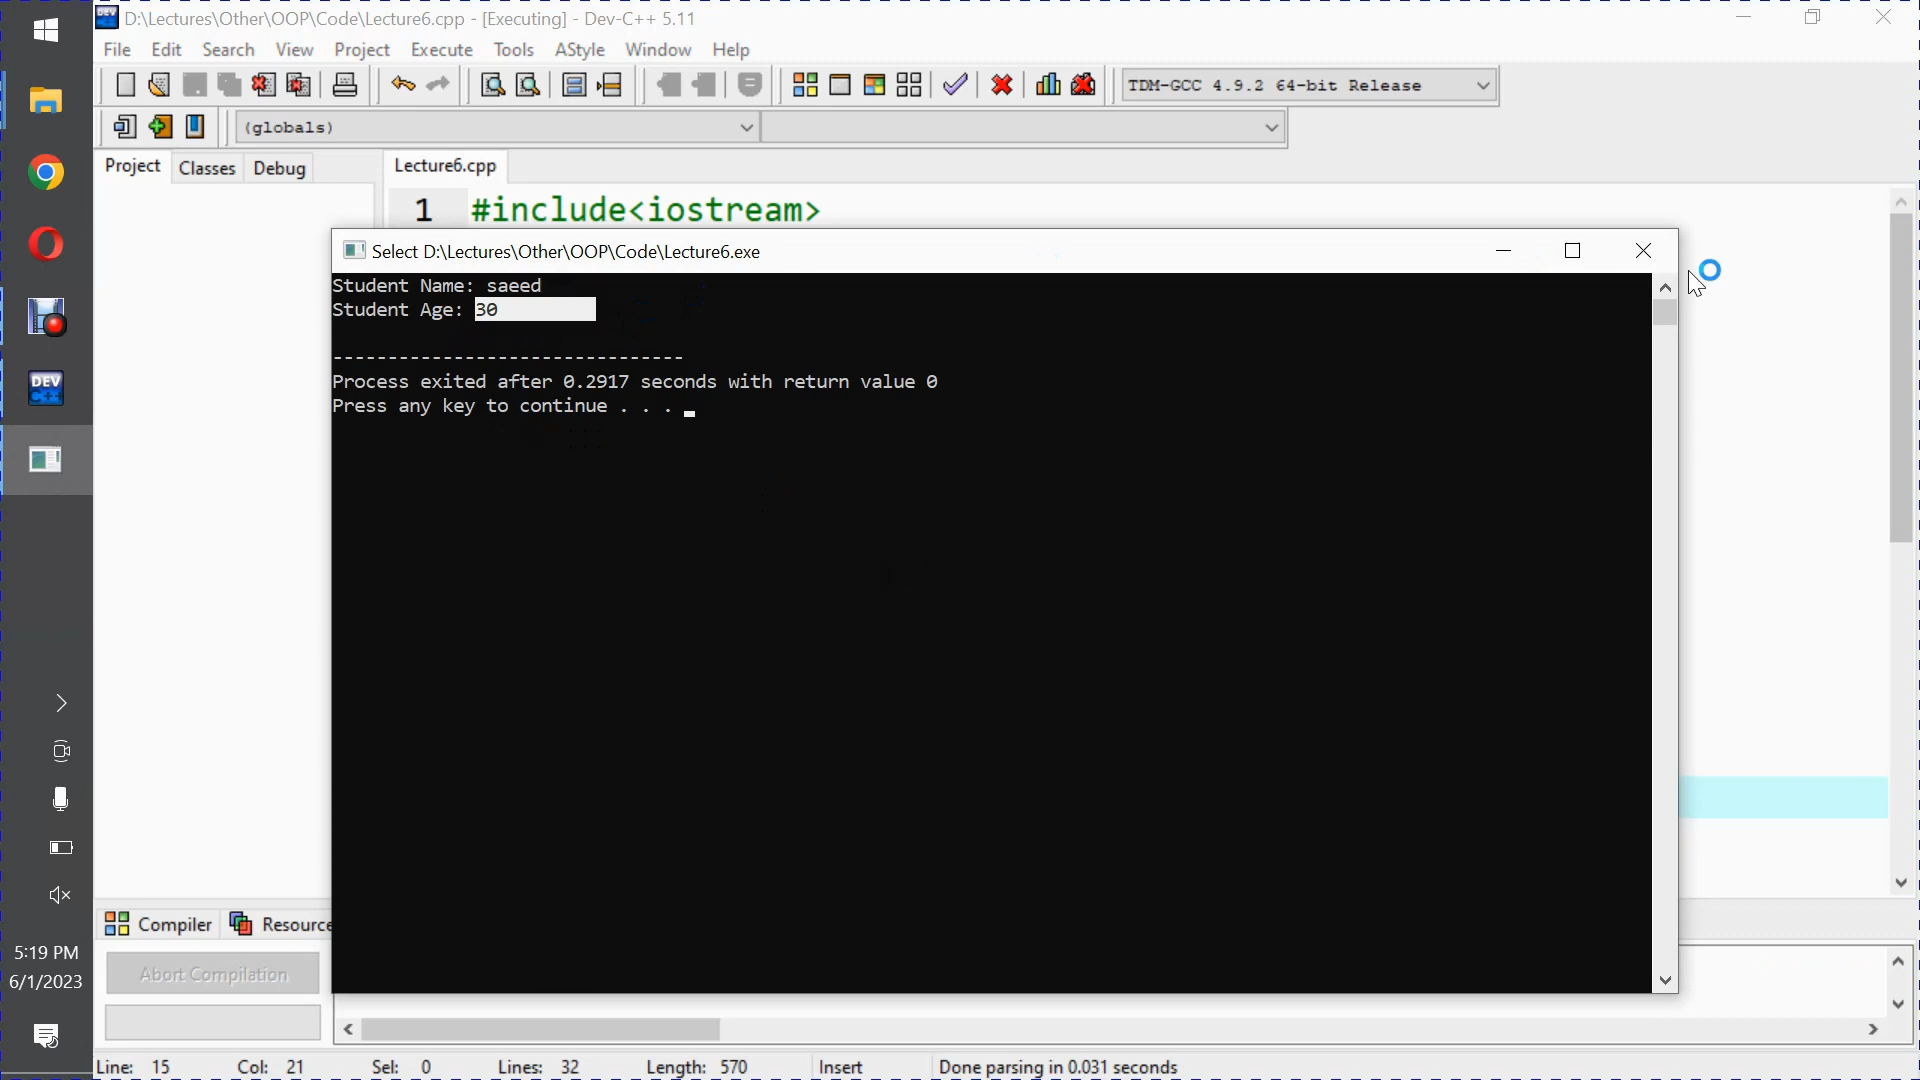 D:\Lectures\Other\OOP\Code\Lecture6.cpp - [Executing] - Dev-C++ 5.11
File Edit Search View Project Execute Tools AStyle Window Help
TDM-GCC 4.9.2 64-bit Release
(globals)
Project Classes Debug
Lecture6.cpp
1 #include<iostream>
Select D:\Lectures\Other\OOP\Code\Lecture6.exe
Student Name: saeed
Student Age: 30
--------------------------------
Process exited after 0.2917 seconds with return value 0
Press any key to continue . . .
DEV
C++
Compiler Resource
Abort Compilation
5:19 PM
6/1/2023
Line: 15 Col: 21 Sel: 0 Lines: 32 Length: 570 Insert Done parsing in 0.031 seconds